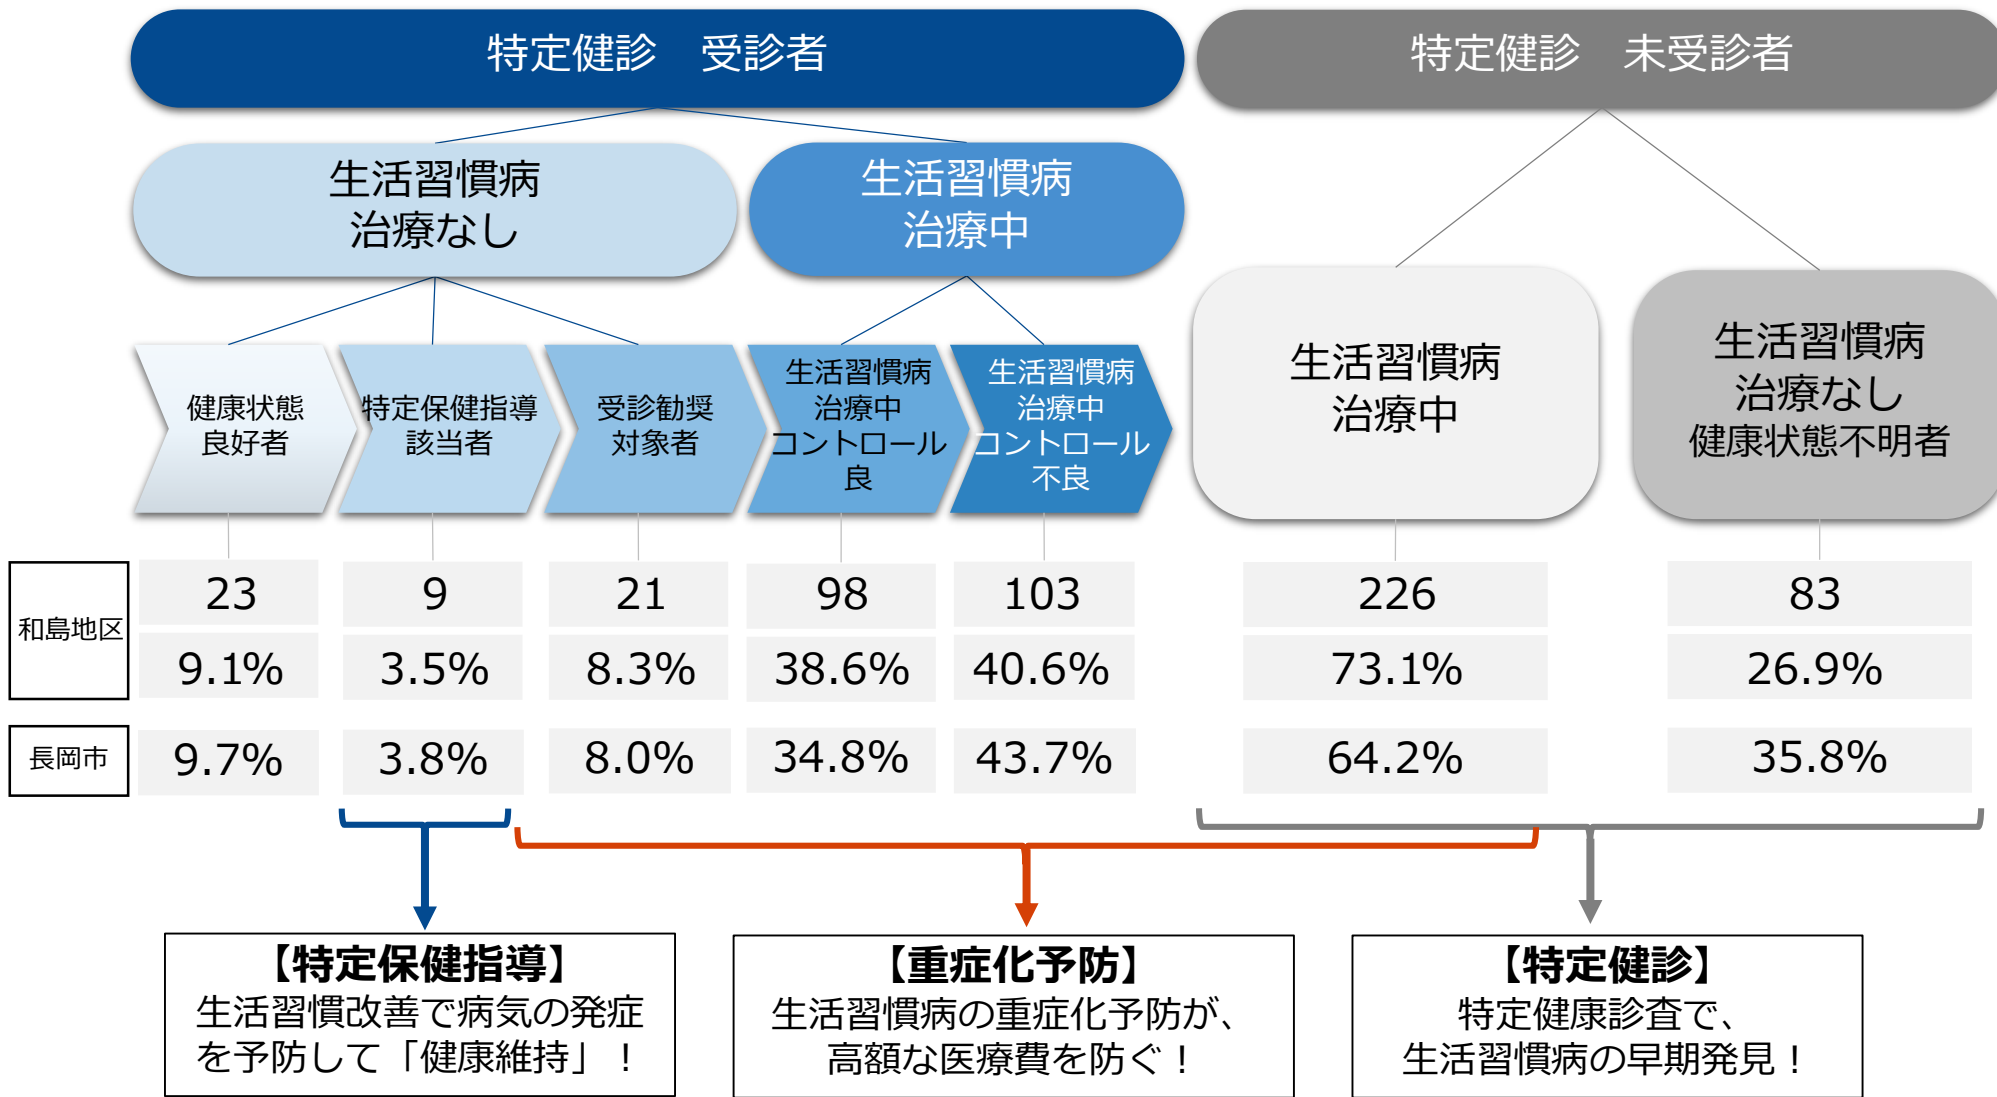 特定健診　受診者
特定健診　未受診者
生活習慣病
治療なし
生活習慣病
治療中
生活習慣病
治療中
生活習慣病
治療なし
健康状態不明者
健康状態
良好者
特定保健指導
該当者
受診勧奨
対象者
生活習慣病
治療中
コントロール
良
生活習慣病
治療中
コントロール
不良
和島地区
23
9
21
98
103
226
83
9.1%
3.5%
8.3%
38.6%
40.6%
73.1%
26.9%
長岡市
9.7%
3.8%
8.0%
34.8%
43.7%
64.2%
35.8%
【特定保健指導】
生活習慣改善で病気の発症
を予防して「健康維持」！
【重症化予防】
生活習慣病の重症化予防が、
高額な医療費を防ぐ！
【特定健診】
特定健康診査で、
生活習慣病の早期発見！